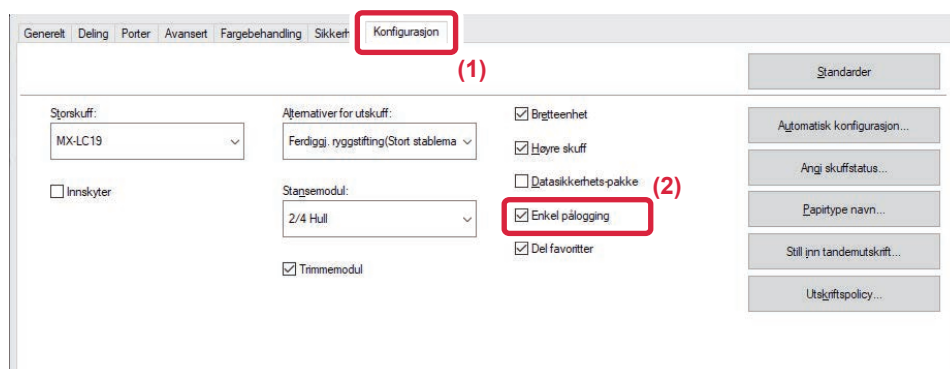 Generelt Deling Porter Avansert Fargebehandling Sikkerh Konfigurasjon
(1)
Standarder
Storskuff:
MX-LC19
Innskyter
Alternativer for utskuff:
Ferdiggj. ryggstifting(Stort stablema
Stansemodul:
2/4 Hull
Trimmemodul
Bretteenhet
Høyre skuff
Datasikkerhets-pakke
(2)
Enkel pålogging
Del favoritter
Automatisk konfigurasjon...
Angi skuffstatus...
Papirtype navn...
Still inn tandemutskrift...
Utskriftspolicy...